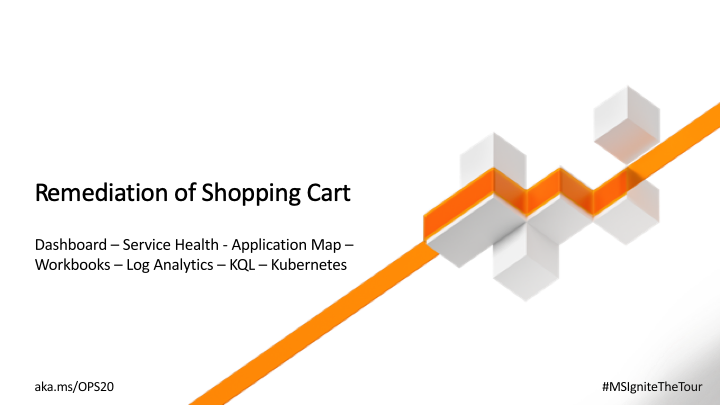 Remediation of Shopping Cart
Dashboard – Service Health - Application Map –
Workbooks – Log Analytics – KQL – Kubernetes
aka.ms/OPS20
#MSIgniteTheTour